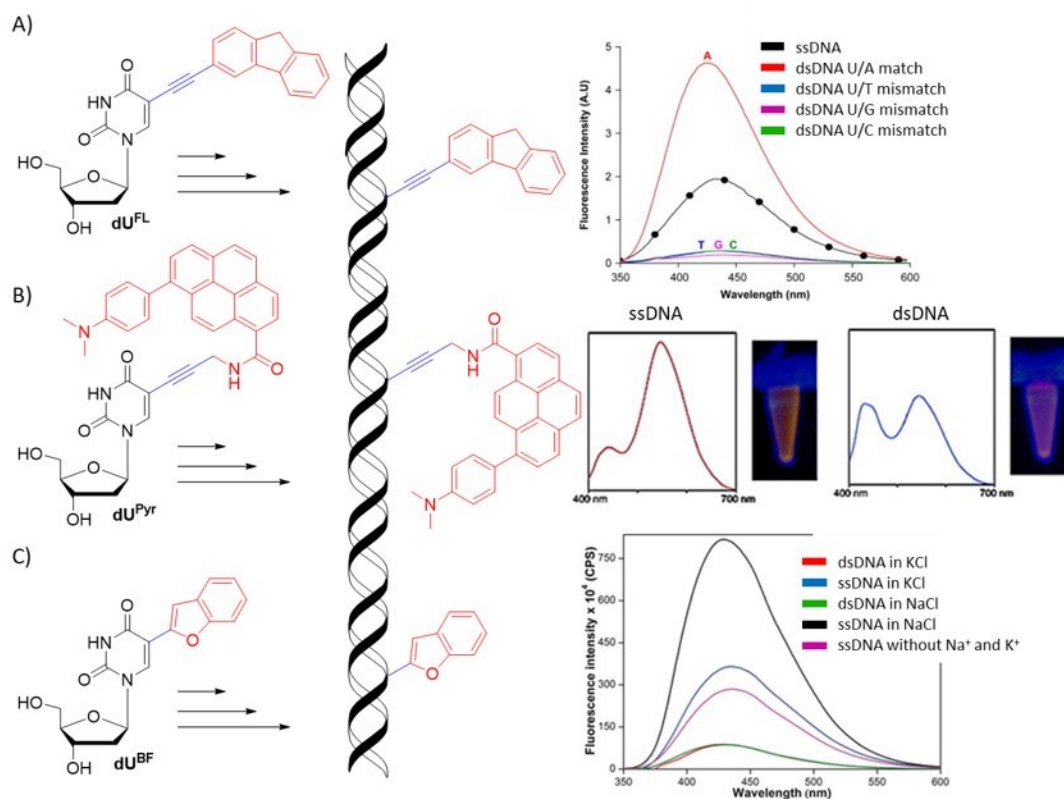 A)
O
HN
O
N
HO
O
OH
dU^FL
ssDNA
dsDNA U/A match
dsDNA U/T mismatch
dsDNA U/G mismatch
dsDNA U/C mismatch
A
T G C
Fluorescence Intensity (A.U)
5
4
3
2
1
0
350 400 450 500 550 600
Wavelength (nm)
B)
N
O
NH
O
HN
O
N
HO
O
OH
dU^Pyr
O
NH
N
ssDNA
400 nm 700 nm
dsDNA
400 nm 700 nm
C)
O
HN
O
O
N
HO
O
OH
dU^BF
O
dsDNA in KCl
ssDNA in KCl
dsDNA in NaCl
ssDNA in NaCl
ssDNA without Na⁺ and K⁺
Fluorescence intensity x 10⁴ (CPS)
750
600
450
300
150
0
350 400 450 500 550 600
Wavelength (nm)